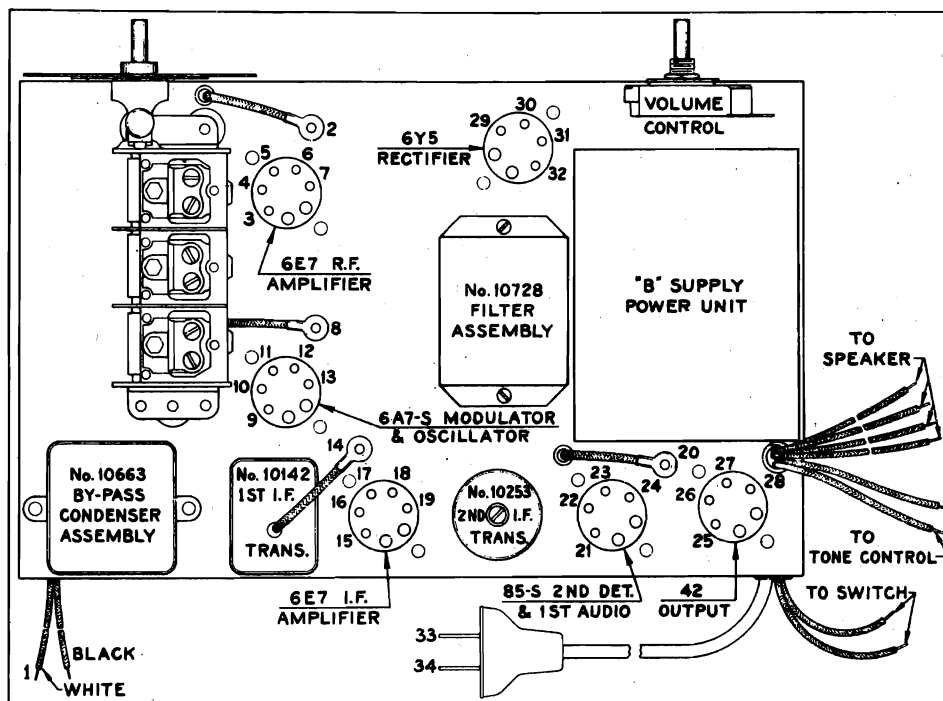 VOLUME
CONTROL
2
30
29
31
6Y5
RECTIFIER
32
5
6
7
4
3
6E7 R.F.
AMPLIFIER
No. 10728
FILTER
ASSEMBLY
"B" SUPPLY
POWER UNIT
8
TO
SPEAKER
11
12
13
10
9
6A7-S MODULATOR
& OSCILLATOR
14
No. 10663
BY-PASS
CONDENSER
ASSEMBLY
No. 10142
1ST I.F.
TRANS.
17
18
16
19
15
No. 10253
2ND I.F.
TRANS.
20
23
24
22
21
27
28
26
25
TO
TONE CONTROL
6E7 I.F.
AMPLIFIER
85-S 2ND DET.
& 1ST AUDIO
42
OUTPUT
TO SWITCH
33
34
1
BLACK
WHITE